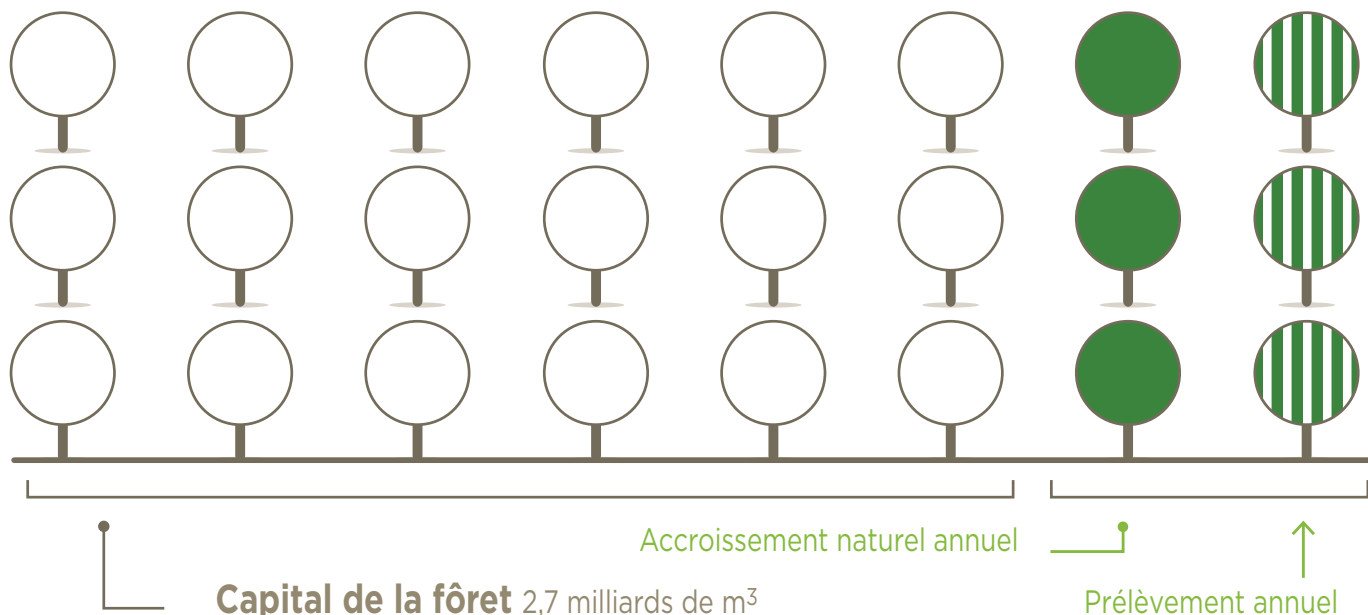 Accroissement naturel annuel
Capital de la fôret 2,7 milliards de m³
Prélèvement annuel